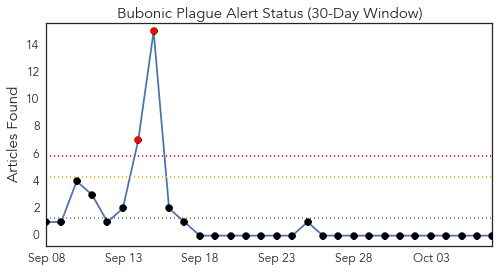 Bubonic Plague Alert Status (30-Day Window)
Articles Found
14
12
10
8
6
4
2
0
Sep 08 Sep 13 Sep 18 Sep 23 Sep 28 Oct 03